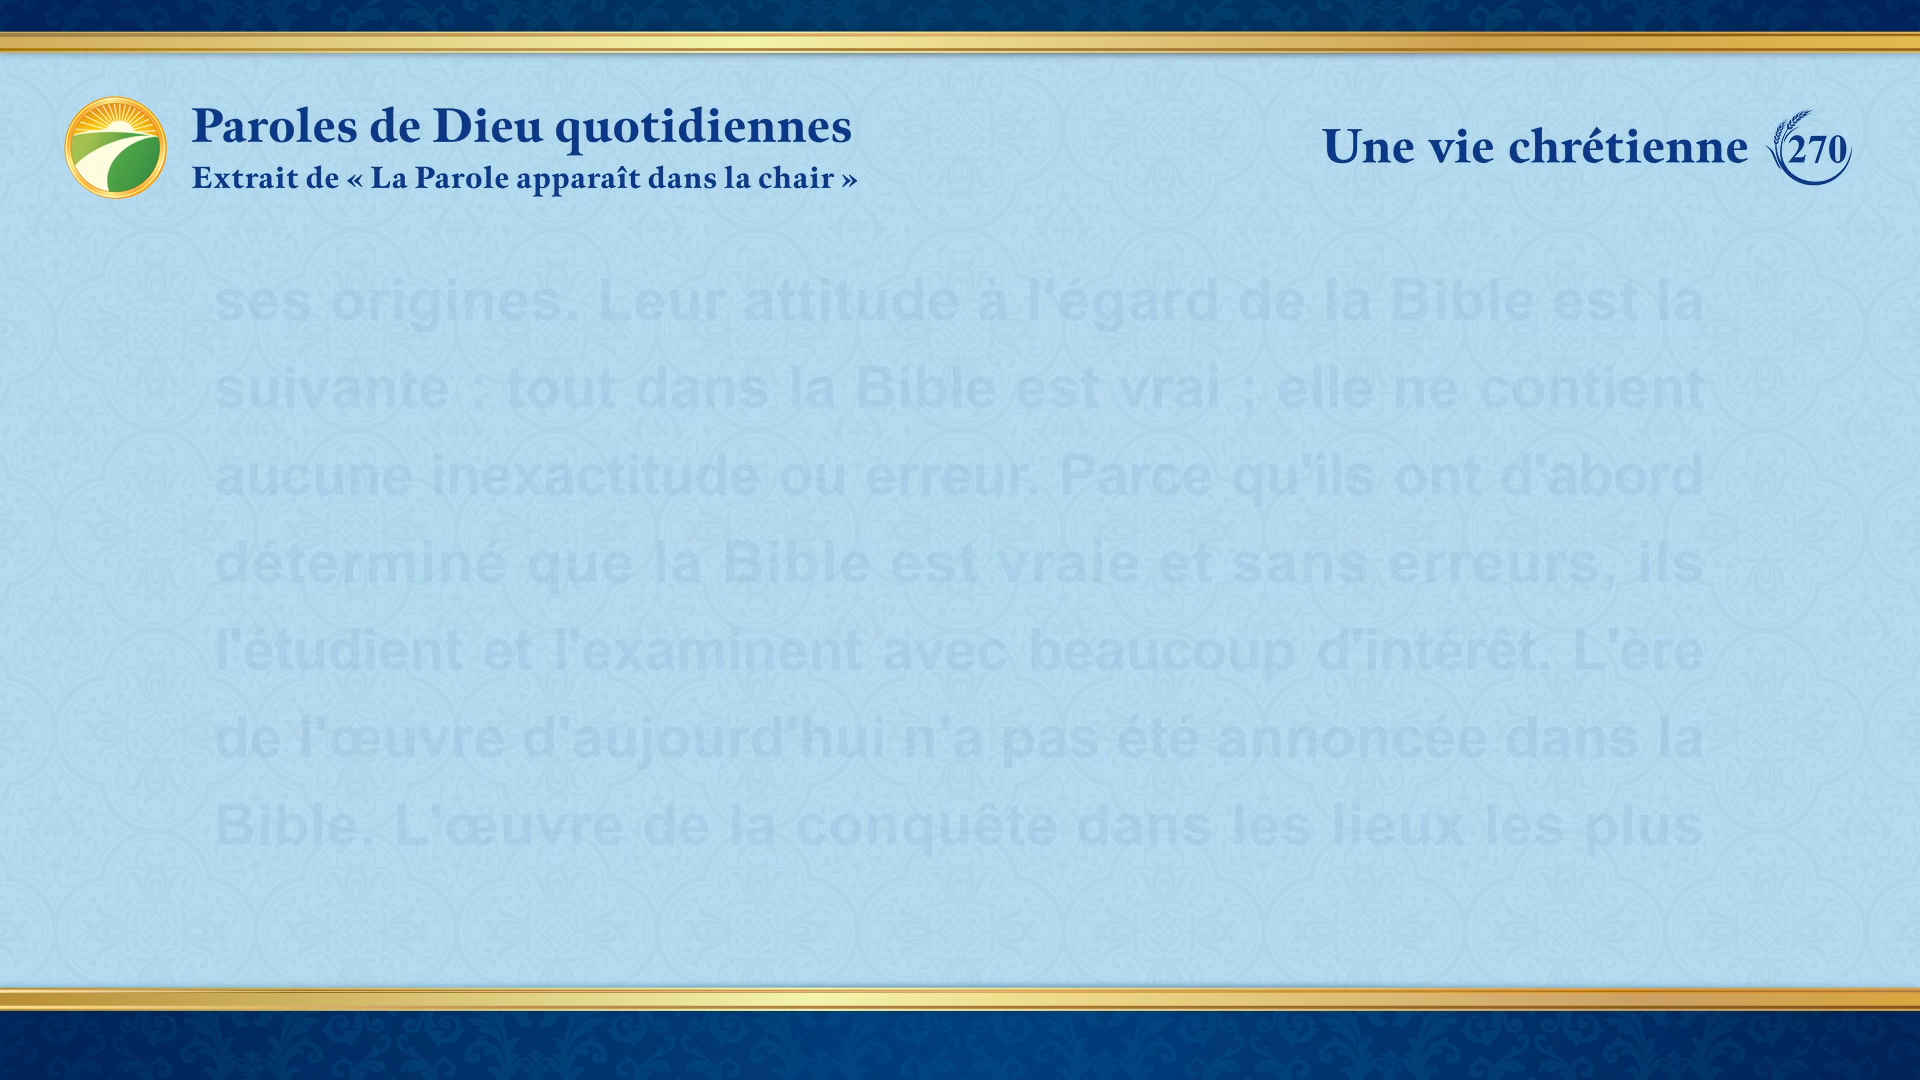 Paroles de Dieu quotidiennes
Extrait de « La Parole apparaît dans la chair »
Une vie chrétienne 270
ses origines. Leur attitude à l'égard de la Bible est la
suivante : tout dans la Bible est vrai ; elle ne contient
aucune inexactitude ou erreur. Parce qu'ils ont d'abord
déterminé que la Bible est vraie et sans erreurs, ils
l'étudient et l'examinent avec beaucoup d'intérêt. L'ère
de l'œuvre d'aujourd'hui n'a pas été annoncée dans la
Bible. L'œuvre de la conquête dans les lieux les plus